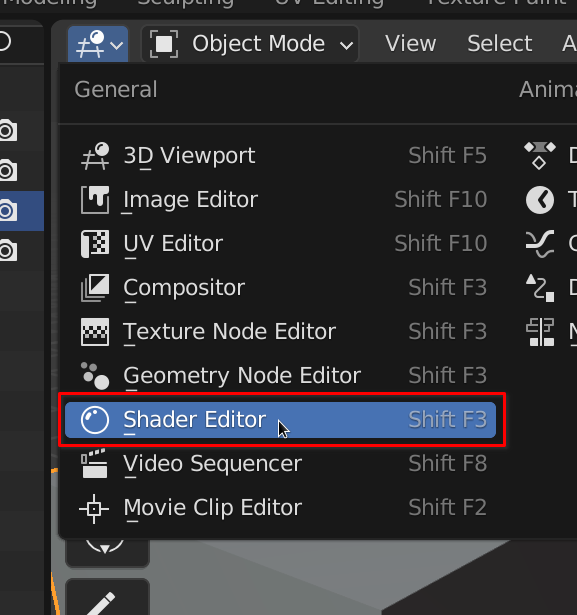 Modeling Sculpting UV Editing Texture Paint
Object Mode View Select
General Anima
3D Viewport Shift F5
Image Editor Shift F10
UV Editor Shift F10
Compositor Shift F3
Texture Node Editor Shift F3
Geometry Node Editor Shift F3
Shader Editor Shift F3
Video Sequencer Shift F8
Movie Clip Editor Shift F2